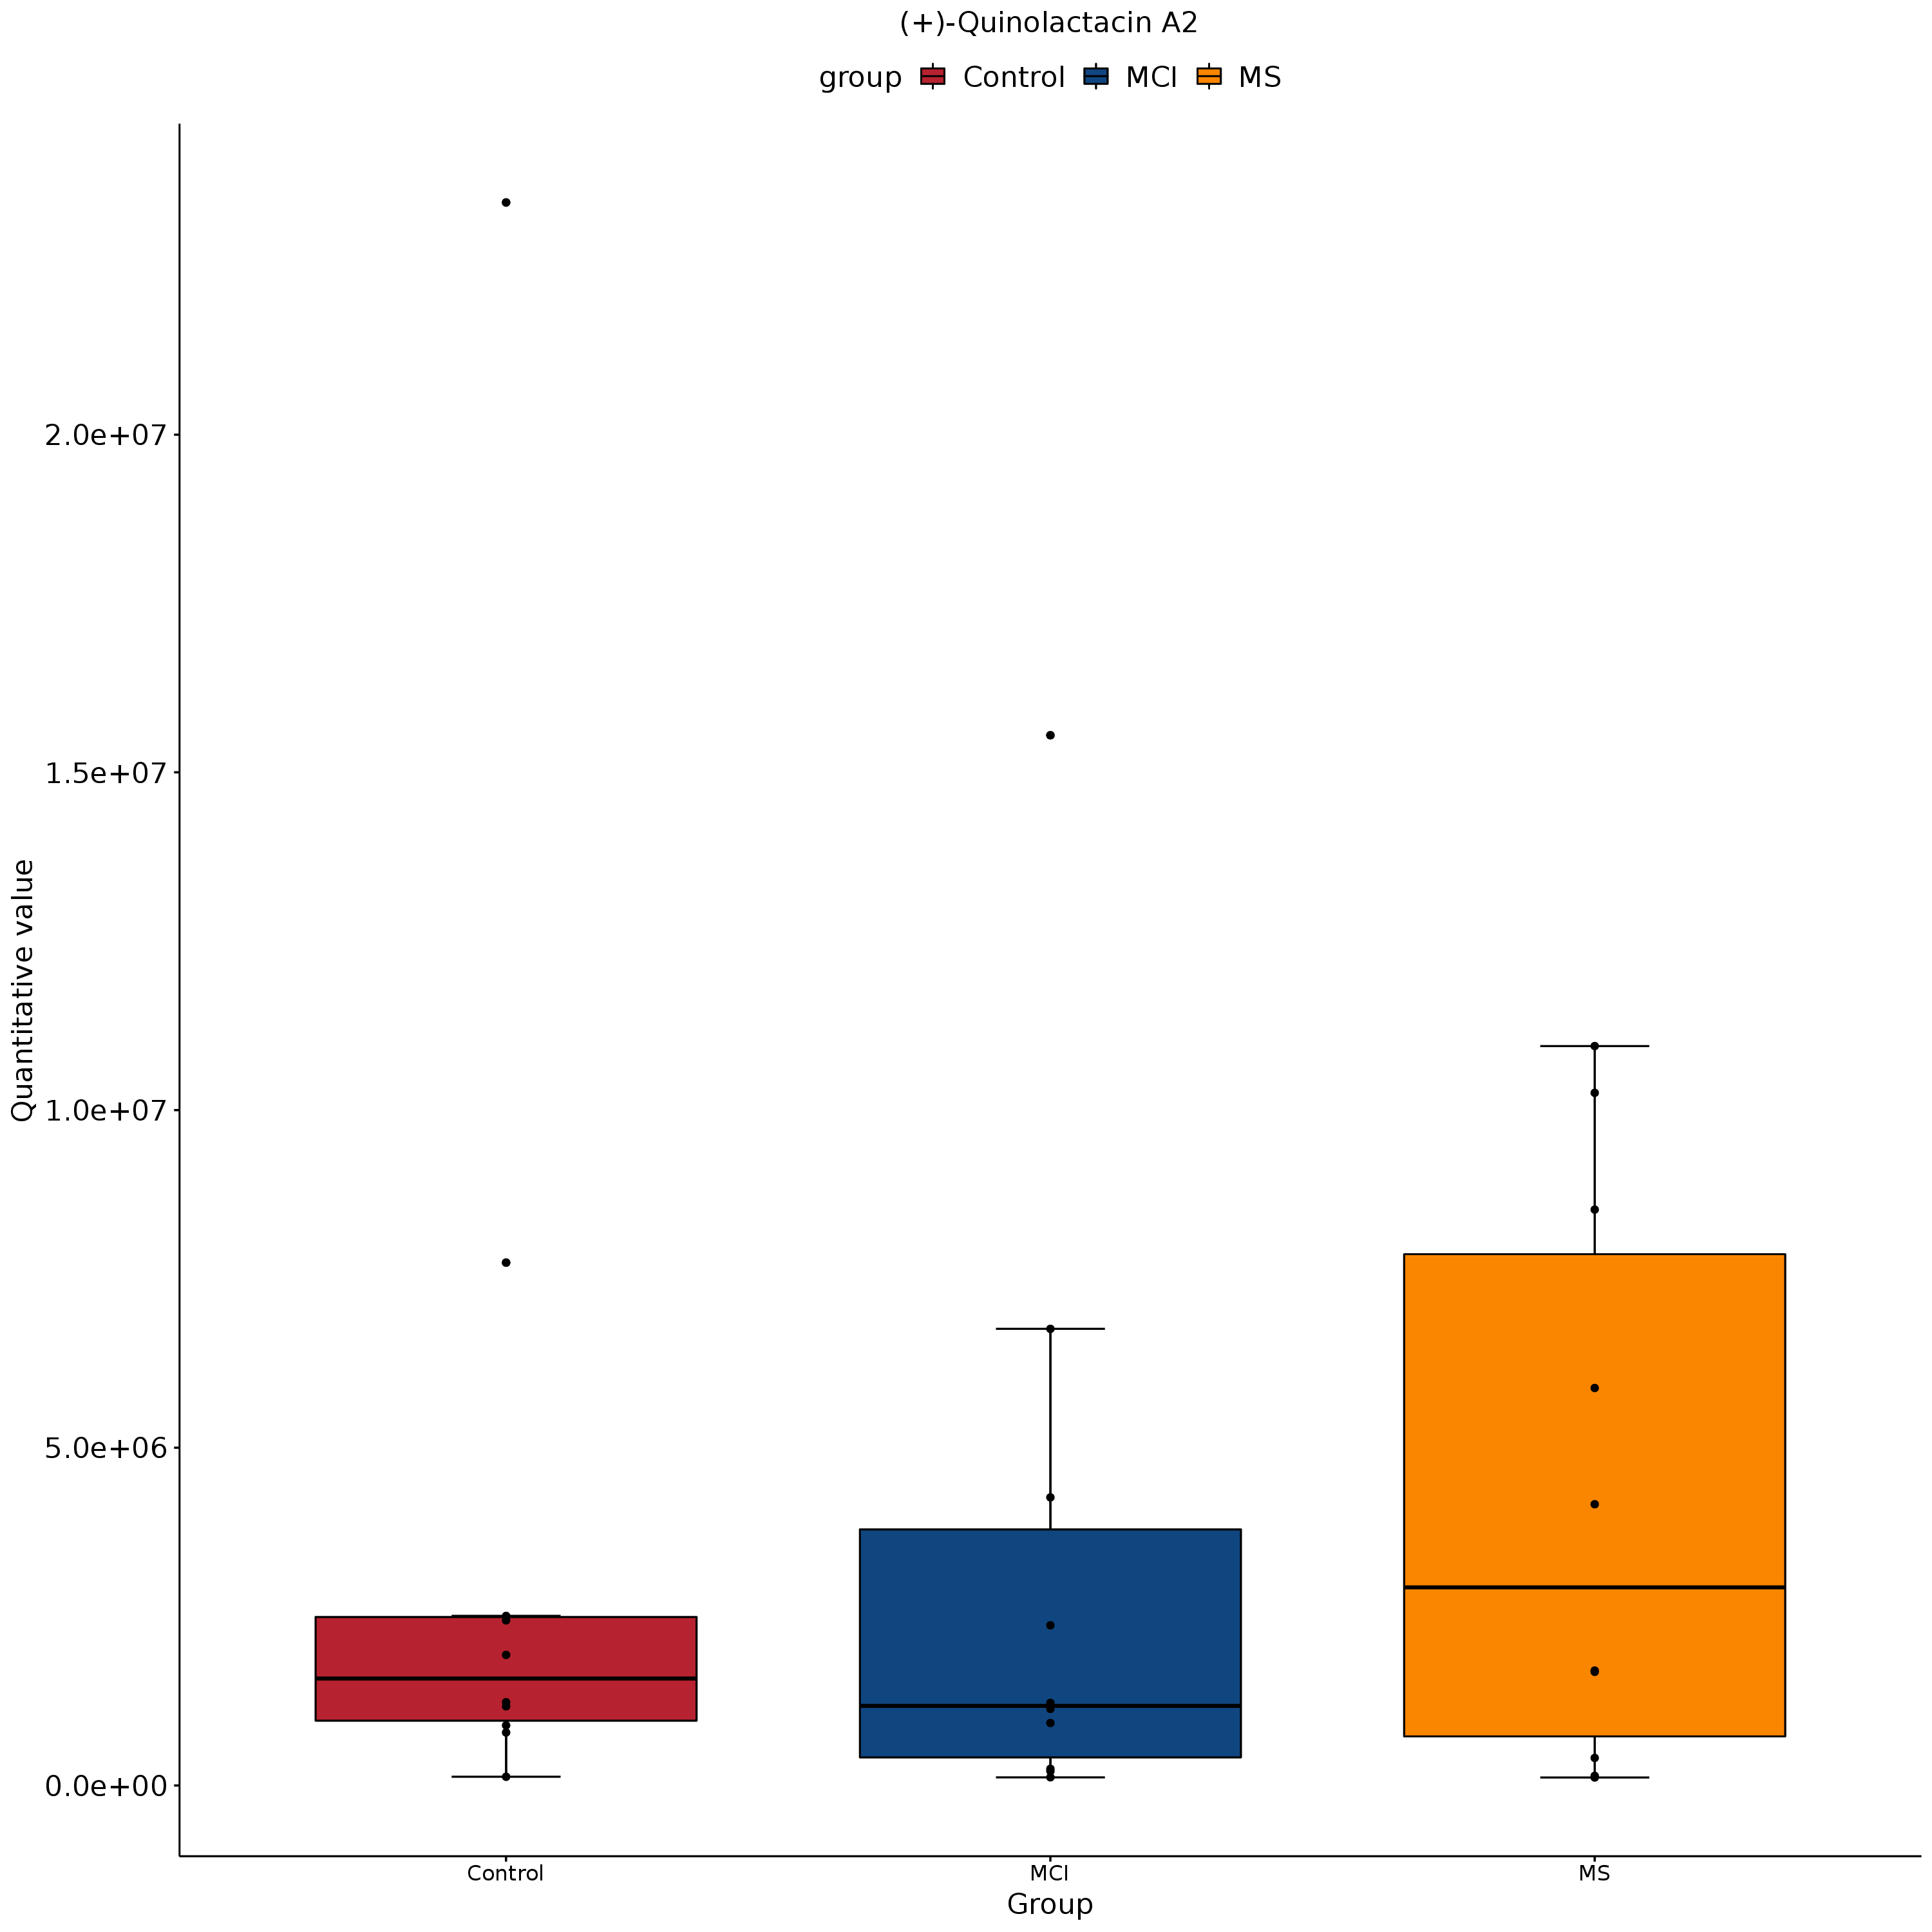 (+)-Quinolactacin A2
group Control MCI MS
Quantitative value
2.0e+07
1.5e+07
1.0e+07
5.0e+06
0.0e+00
Control MCI MS
Group